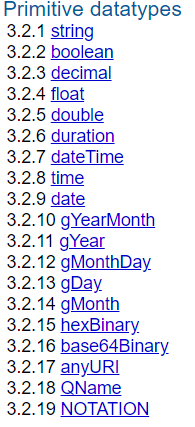 Primitive datatypes
3.2.1 string
3.2.2 boolean
3.2.3 decimal
3.2.4 float
3.2.5 double
3.2.6 duration
3.2.7 dateTime
3.2.8 time
3.2.9 date
3.2.10 gYearMonth
3.2.11 gYear
3.2.12 gMonthDay
3.2.13 gDay
3.2.14 gMonth
3.2.15 hexBinary
3.2.16 base64Binary
3.2.17 anyURI
3.2.18 QName
3.2.19 NOTATION